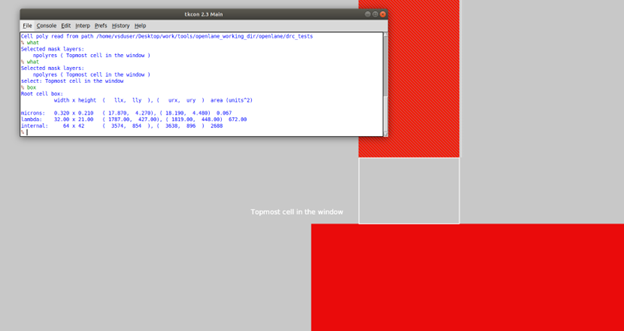 tkcon 2.3 Main
File Console Edit Interp Prefs History Help
Cell poly read from path /home/vsduser/Desktop/work/tools/openlane_working_dir/openlane/drc_tests
% what
Selected mask layers:
npolyres ( Topmost cell in the window )
% what
Selected mask layers:
npolyres ( Topmost cell in the window )
select: Topmost cell in the window
% box
Root cell box:
width x height ( llx, lly ), ( urx, ury ) area (units^2)
microns: 0.320 x 0.210 ( 17.870, 4.270), ( 18.190, 4.480) 0.067
lambda: 32.00 x 21.00 ( 1787.00, 427.00), ( 1819.00, 448.00) 672.00
internal: 64 x 42 ( 3574, 854 ), ( 3638, 896 ) 2688
%
Topmost cell in the window